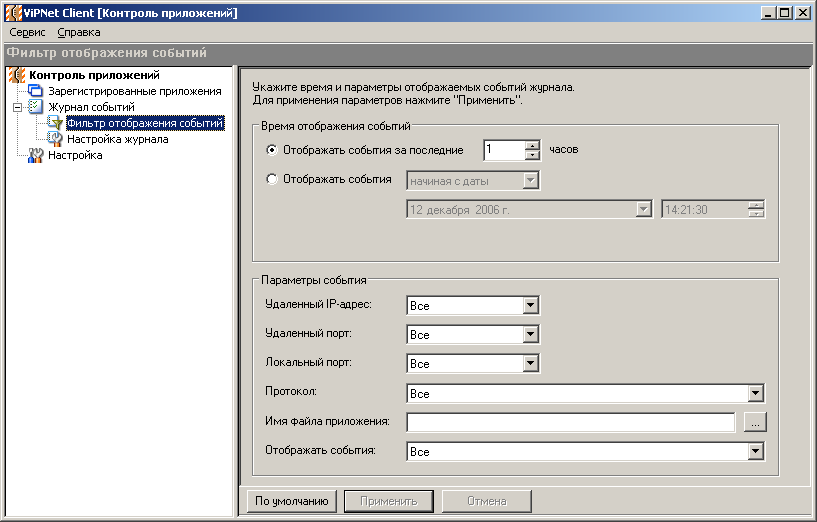 ViPNet Client [Контроль приложений]
Сервис Справка
Фильтр отображения событий
Контроль приложений
Зарегистрированные приложения
Журнал событий
Фильтр отображения событий
Настройка журнала
Настройка
Укажите время и параметры отображаемых событий журнала.
Для применения параметров нажмите "Применить".
Время отображения событий
Отображать события за последние 1 часов
Отображать события начиная с даты
12 декабря 2006 г. 14:21:30
Параметры события
Удаленный IP-адрес: Все
Удаленный порт: Все
Локальный порт: Все
Протокол: Все
Имя файла приложения: ...
Отображать события: Все
По умолчанию Применить Отмена